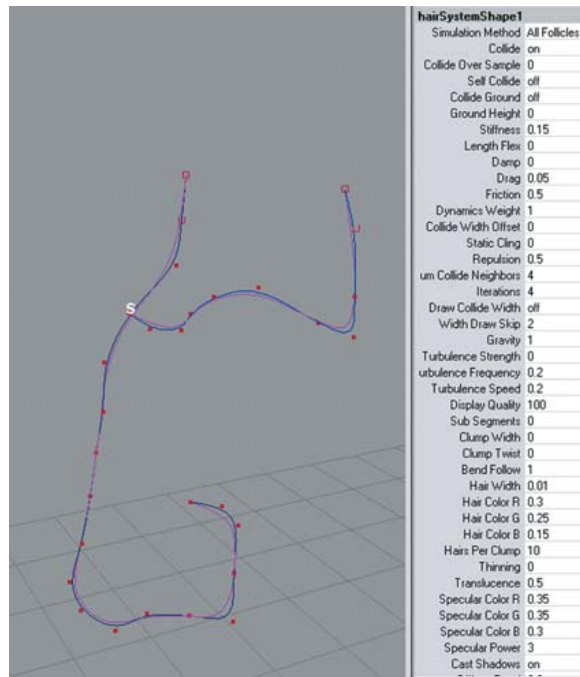 hairSystemShape1
Simulation Method All Follicles
Collide on
Collide Over Sample 0
Self Collide off
Collide Ground off
Ground Height 0
Stiffness 0.15
Length Flex 0
Damp 0
Drag 0.05
Friction 0.5
Dynamics Weight 1
Collide Width Offset 0
Static Cling 0
Repulsion 0.5
um Collide Neighbors 4
Iterations 4
Draw Collide Width off
Width Draw Skip 2
Gravity 1
Turbulence Strength 0
urbulence Frequency 0.2
Turbulence Speed 0.2
Display Quality 100
Sub Segments 0
Clump Width 0
Clump Twist 0
Bend Follow 1
Hair Width 0.01
Hair Color R 0.3
Hair Color G 0.25
Hair Color B 0.15
Hairs Per Clump 10
Thinning 0
Translucence 0.5
Specular Color R 0.35
Specular Color G 0.35
Specular Color B 0.3
Specular Power 3
Cast Shadows on
S